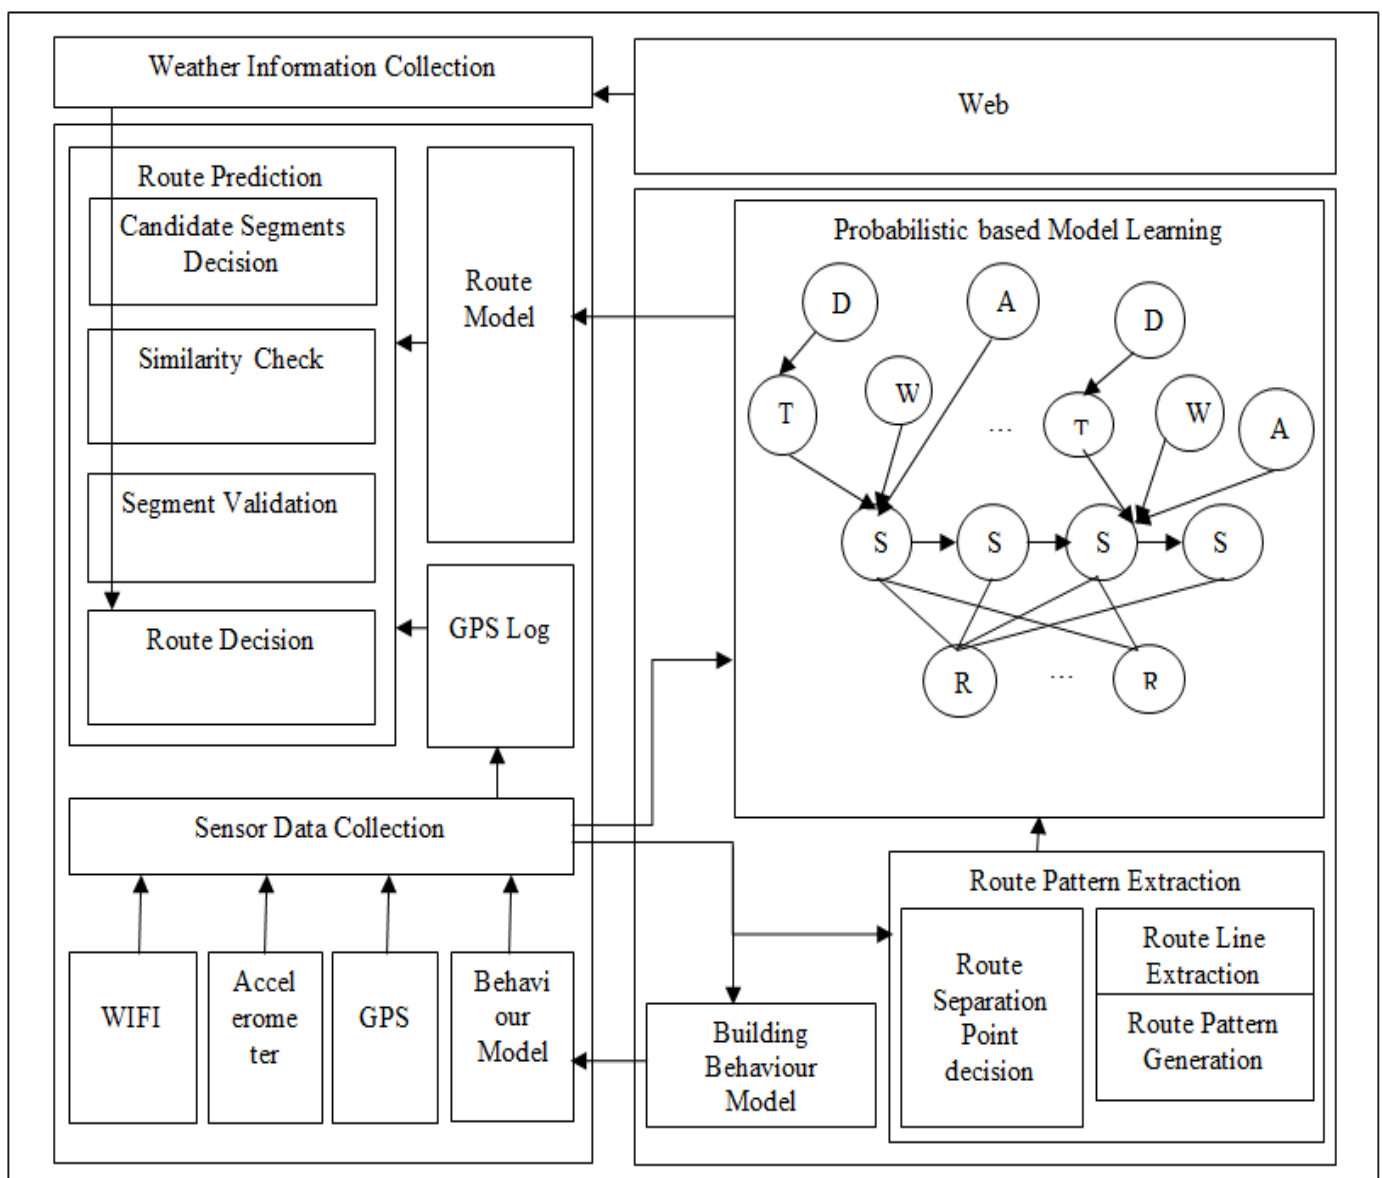 Weather Information Collection
Web
Route Prediction
Candidate Segments
Decision
Similarity Check
Segment Validation
Route Decision
Route
Model
GPS Log
Sensor Data Collection
WIFI
Accel
erome
ter
GPS
Behavi
our
Model
Probabilistic based Model Learning
D
A
D
T
W
...
T
W
A
S
S
S
S
R
...
R
Building
Behaviour
Model
Route Pattern Extraction
Route
Separation
Point
decision
Route Line
Extraction
Route Pattern
Generation